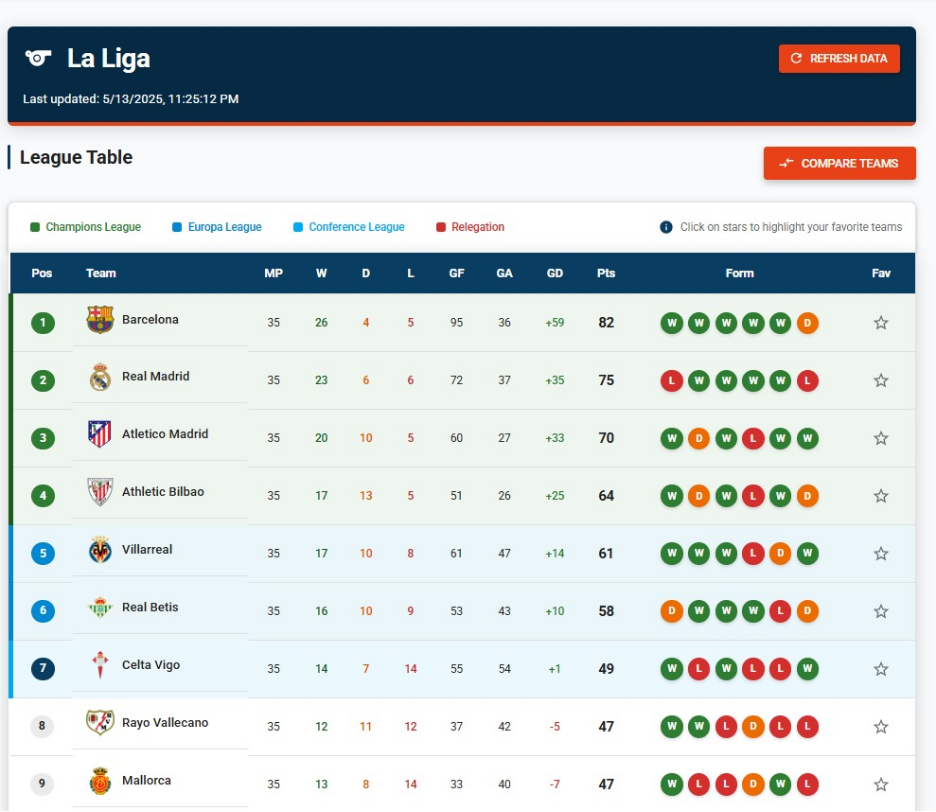 La Liga
REFRESH DATA
Last updated: 5/13/2025, 11:25:12 PM
League Table
COMPARE TEAMS
Champions League Europa League Conference League Relegation Click on stars to highlight your favorite teams
Pos Team MP W D L GF GA GD Pts Form Fav
1 Barcelona 35 26 4 5 95 36 +59 82 W W W W W D
2 Real Madrid 35 23 6 6 72 37 +35 75 L W W W W L
3 Atletico Madrid 35 20 10 5 60 27 +33 70 W D W L W W
4 Athletic Bilbao 35 17 13 5 51 26 +25 64 W D W L W D
5 Villarreal 35 17 10 8 61 47 +14 61 W W W L D W
6 Real Betis 35 16 10 9 53 43 +10 58 D W W W L D
7 Celta Vigo 35 14 7 14 55 54 +1 49 W L W L L W
8 Rayo Vallecano 35 12 11 12 37 42 -5 47 W W L D L L
9 Mallorca 35 13 8 14 33 40 -7 47 W L L D W L